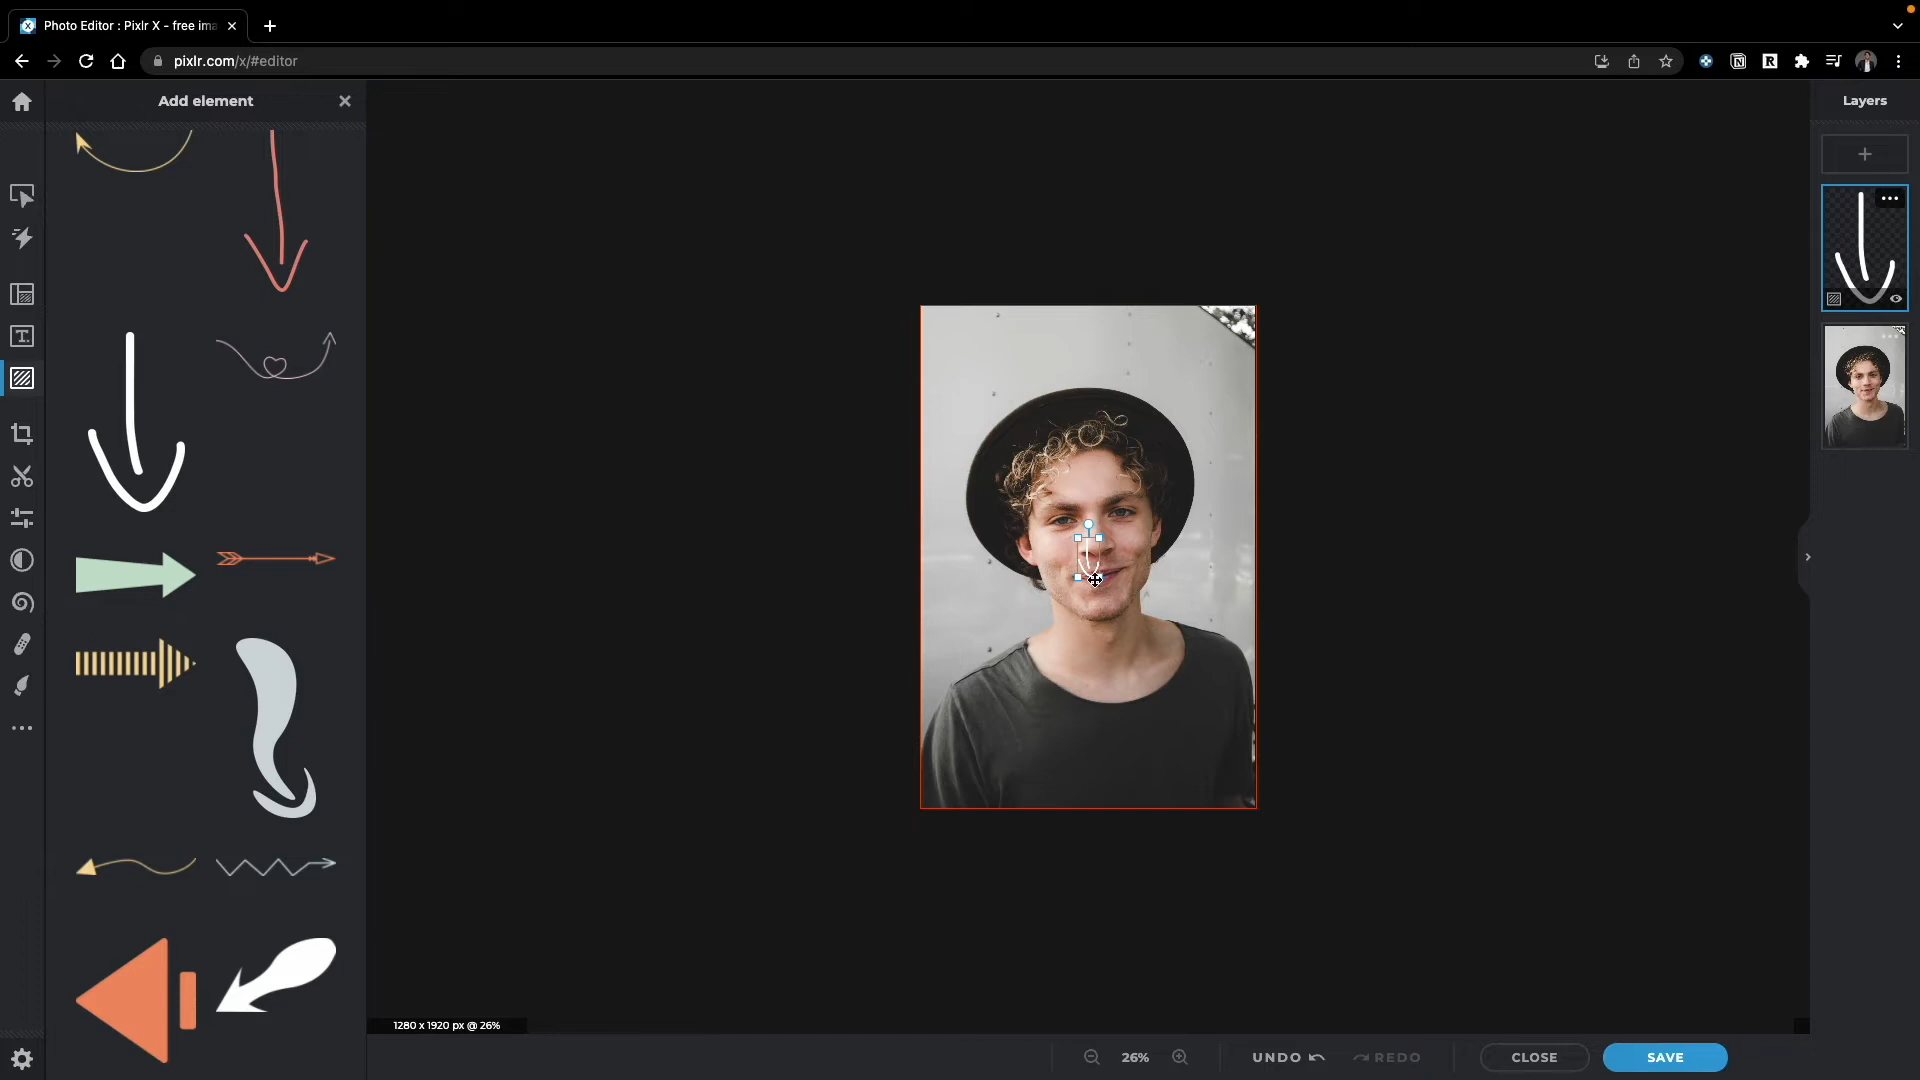 Photo Editor : Pixlr X - free ima
pixlr.com/x/#editor
Add element
Layers
1280 x 1920 px @ 26%
26%
UNDO
REDO
CLOSE
SAVE